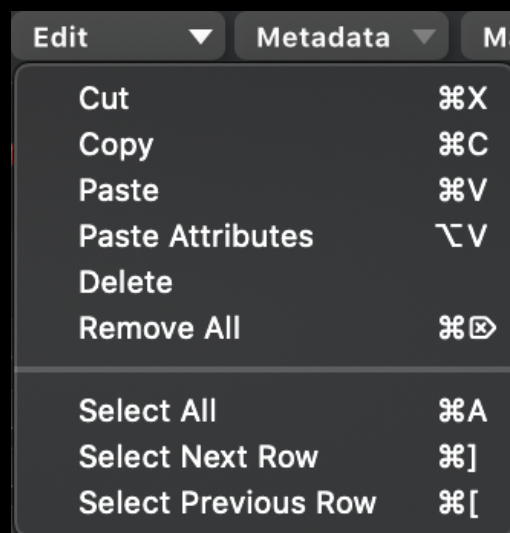 Edit Metadata M
Cut ⌘X
Copy ⌘C
Paste ⌘V
Paste Attributes ⌥V
Delete
Remove All ⌘⌦
Select All ⌘A
Select Next Row ⌘]
Select Previous Row ⌘[